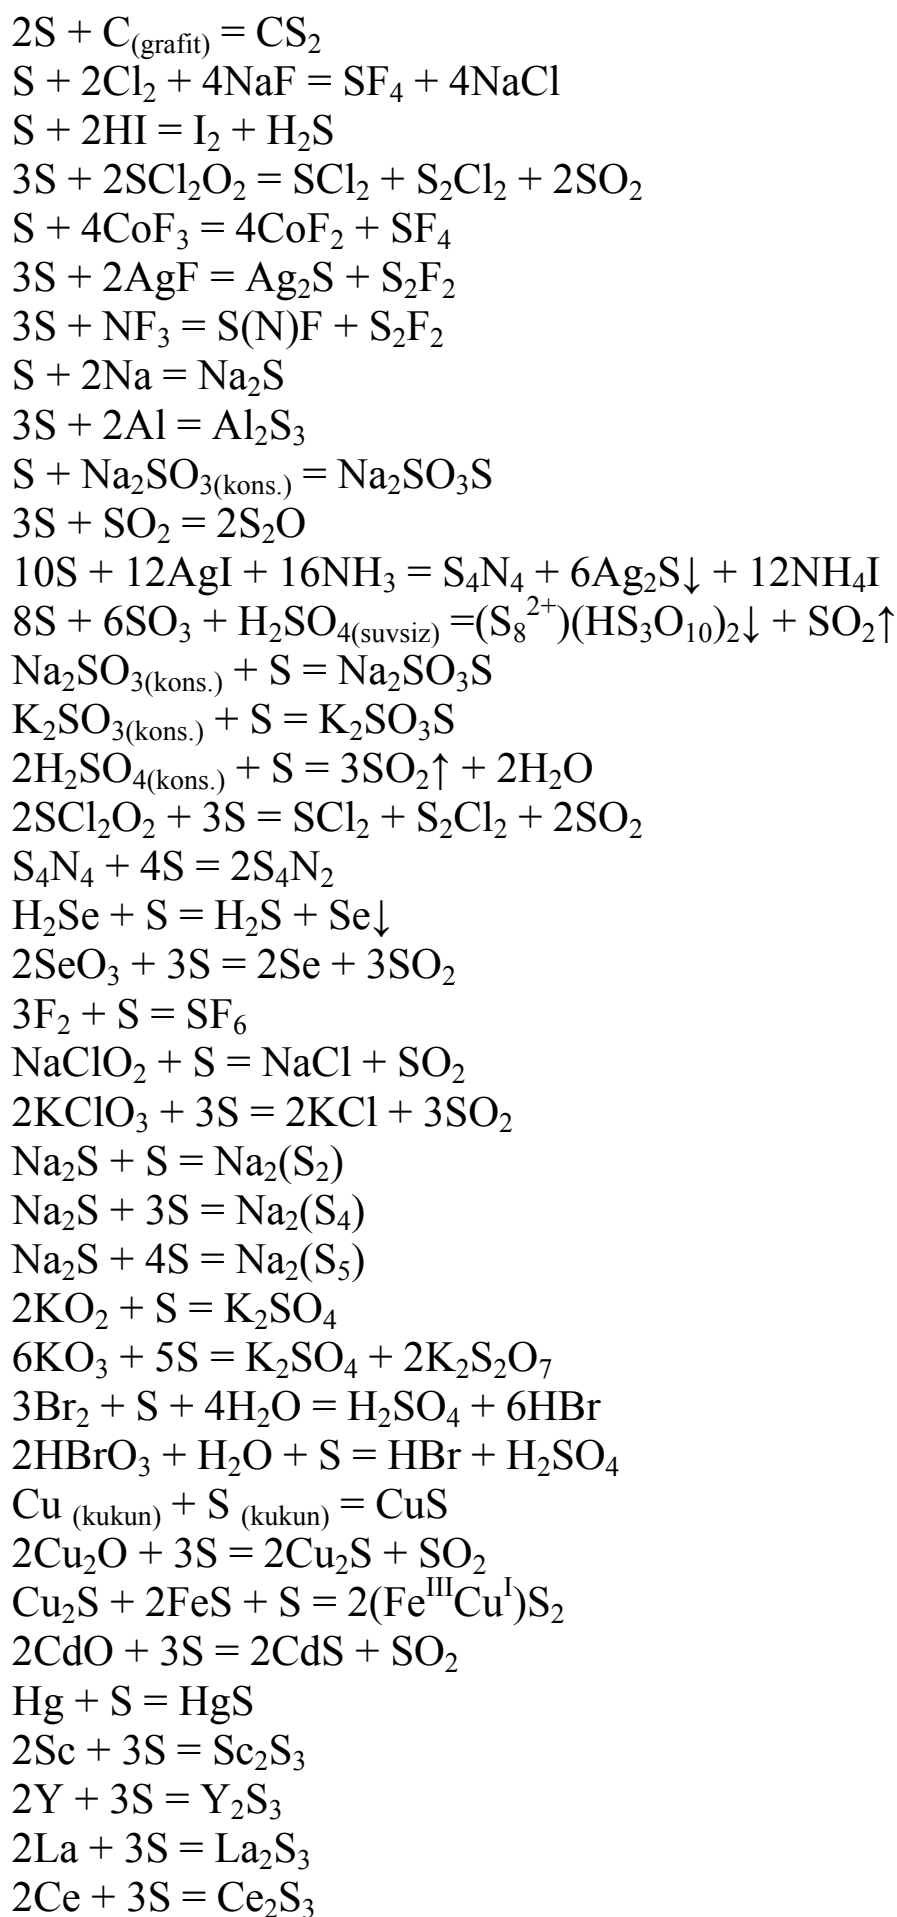 2S + C₍grafit₎ = CS₂
S + 2Cl₂ + 4NaF = SF₄ + 4NaCl
S + 2HI = I₂ + H₂S
3S + 2SCl₂O₂ = SCl₂ + S₂Cl₂ + 2SO₂
S + 4CoF₃ = 4CoF₂ + SF₄
3S + 2AgF = Ag₂S + S₂F₂
3S + NF₃ = S(N)F + S₂F₂
S + 2Na = Na₂S
3S + 2Al = Al₂S₃
S + Na₂SO₃(kons.) = Na₂SO₃S
3S + SO₂ = 2S₂O
10S + 12AgI + 16NH₃ = S₄N₄ + 6Ag₂S↓ + 12NH₄I
8S + 6SO₃ + H₂SO₄(suvsiz) =(S₈²⁺)(HS₃O₁₀)₂↓ + SO₂↑
Na₂SO₃(kons.) + S = Na₂SO₃S
K₂SO₃(kons.) + S = K₂SO₃S
2H₂SO₄(kons.) + S = 3SO₂↑ + 2H₂O
2SCl₂O₂ + 3S = SCl₂ + S₂Cl₂ + 2SO₂
S₄N₄ + 4S = 2S₄N₂
H₂Se + S = H₂S + Se↓
2SeO₃ + 3S = 2Se + 3SO₂
3F₂ + S = SF₆
NaClO₂ + S = NaCl + SO₂
2KClO₃ + 3S = 2KCl + 3SO₂
Na₂S + S = Na₂(S₂)
Na₂S + 3S = Na₂(S₄)
Na₂S + 4S = Na₂(S₅)
2KO₂ + S = K₂SO₄
6KO₃ + 5S = K₂SO₄ + 2K₂S₂O₇
3Br₂ + S + 4H₂O = H₂SO₄ + 6HBr
2HBrO₃ + H₂O + S = HBr + H₂SO₄
Cu (kukun) + S (kukun) = CuS
2Cu₂O + 3S = 2Cu₂S + SO₂
Cu₂S + 2FeS + S = 2(FeᴵᴵᴵCuᴵ)S₂
2CdO + 3S = 2CdS + SO₂
Hg + S = HgS
2Sc + 3S = Sc₂S₃
2Y + 3S = Y₂S₃
2La + 3S = La₂S₃
2Ce + 3S = Ce₂S₃